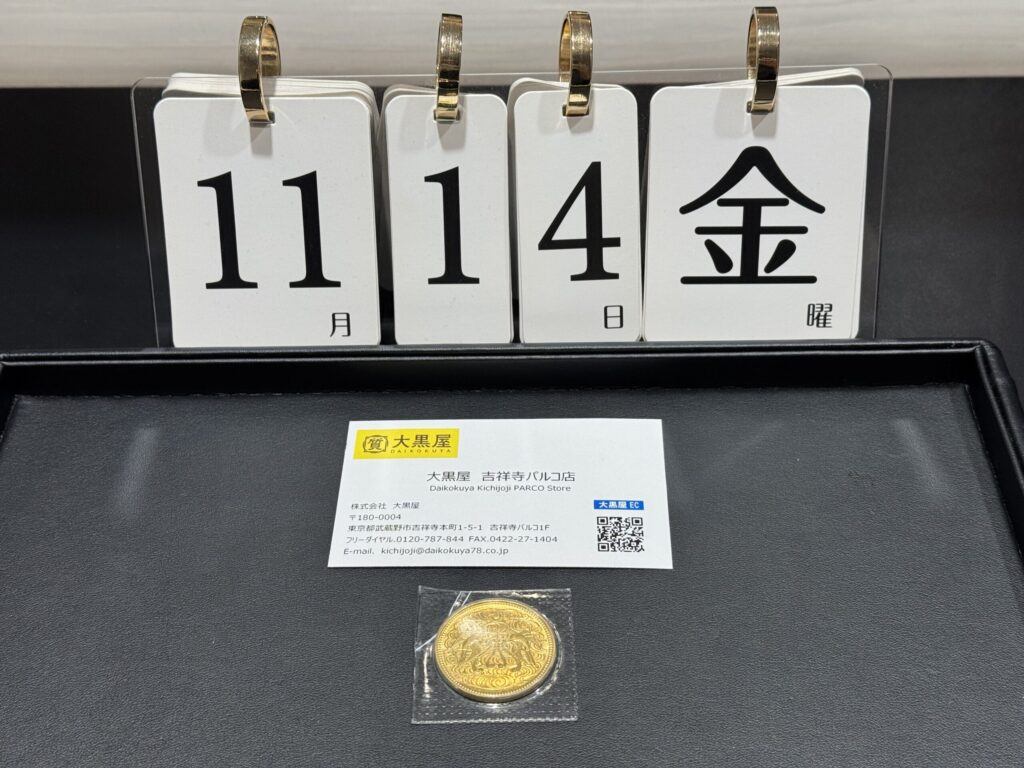 11
月
1
4
日
金
曜
質 大黒屋
DAIKOKUYA
大黒屋 吉祥寺パルコ店
Daikokuya Kichijoji PARCO Store
株式会社 大黒屋
〒180-0004
東京都武蔵野市吉祥寺本町1-5-1 吉祥寺パルコ1F
フリーダイヤル.0120-787-844 FAX.0422-27-1404
E-mail. kichijoji@daikokuya78.co.jp
大黒屋 EC